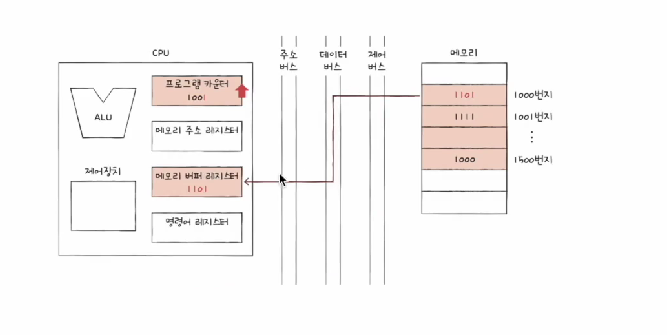 CPU
프로그램 카운터
1001
ALU
메모리 주소 레지스터
제어장치
메모리 버퍼 레지스터
1101
명령어 레지스터
주소
버스
데이터
버스
제어
버스
메모리
1101
1000번지
1111
1001번지
1000
1500번지